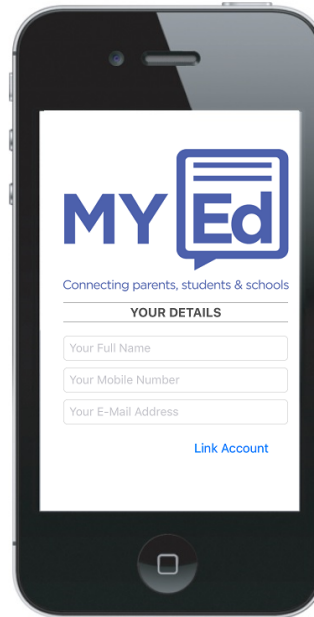 MY Ed
Connecting parents, students & schools
YOUR DETAILS
Your Full Name
Your Mobile Number
Your E-Mail Address
Link Account